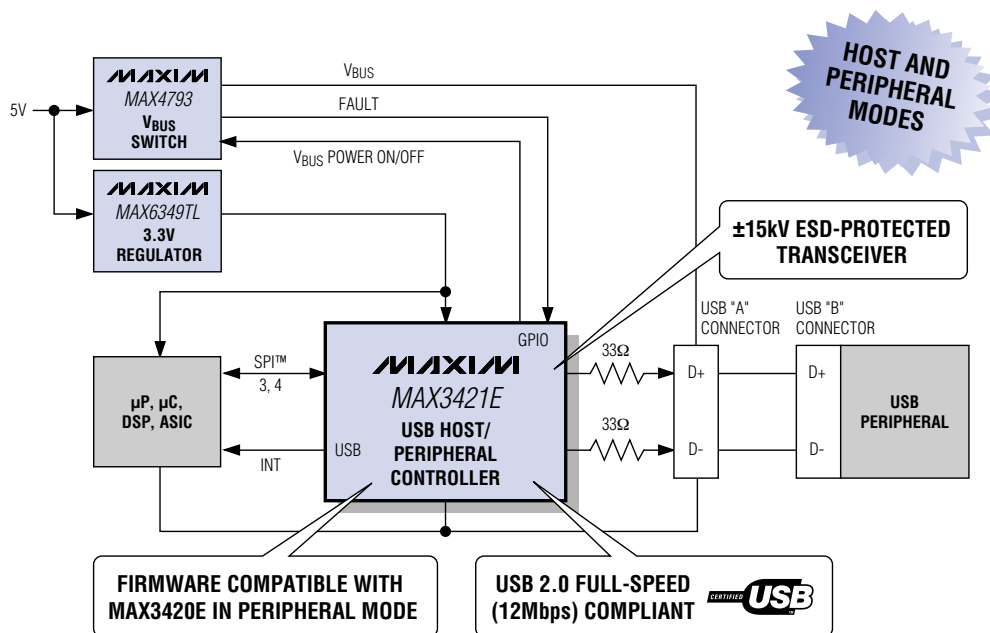 HOST AND
PERIPHERAL
MODES
5V
MAXIM
MAX4793
VBUS
SWITCH
VBUS
FAULT
VBUS POWER ON/OFF
MAXIM
MAX6349TL
3.3V
REGULATOR
±15kV ESD-PROTECTED
TRANSCEIVER
µP, µC,
DSP, ASIC
SPI™
3, 4
INT
GPIO
MAXIM
MAX3421E
USB HOST/
PERIPHERAL
CONTROLLER
USB
33Ω
33Ω
USB "A"
CONNECTOR
D+
D-
USB "B"
CONNECTOR
D+
D-
USB
PERIPHERAL
FIRMWARE COMPATIBLE WITH
MAX3420E IN PERIPHERAL MODE
USB 2.0 FULL-SPEED
(12Mbps) COMPLIANT
CERTIFIED USB